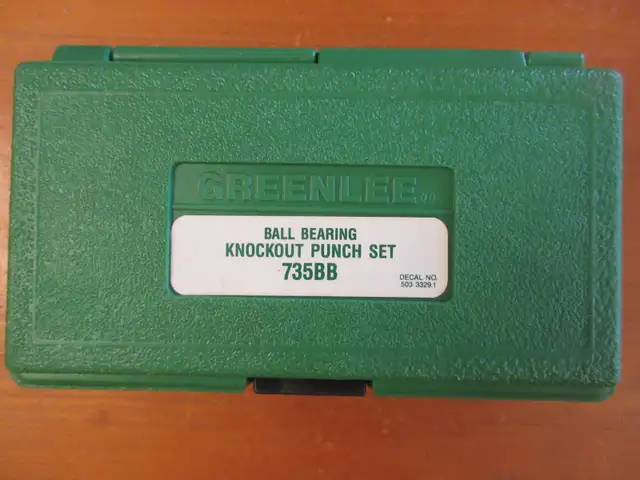 GREENLEE®
BALL BEARING
KNOCKOUT PUNCH SET
735BB
DECAL NO.
503 3329.1